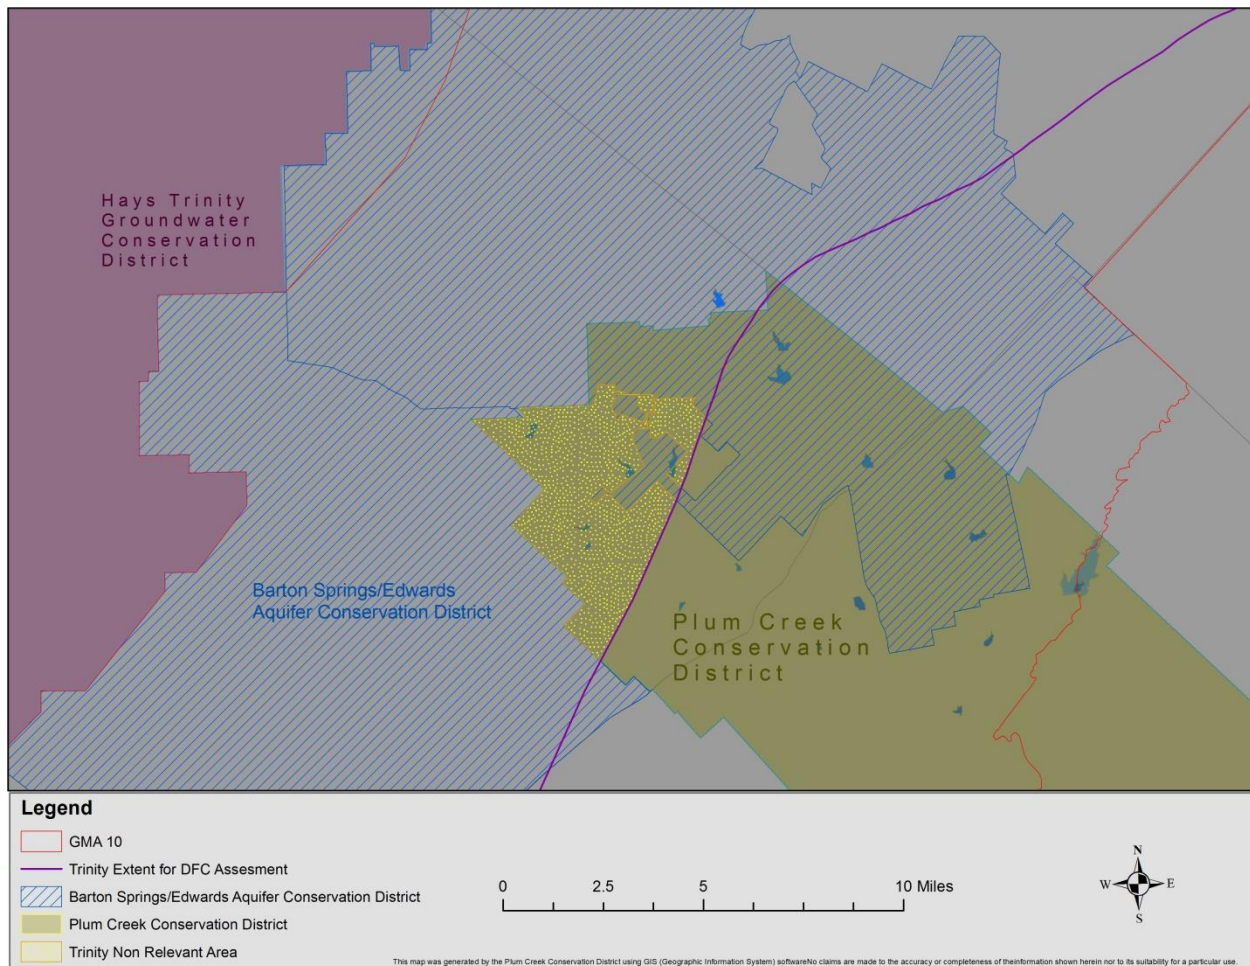 Hays Trinity
Groundwater
Conservation
District
Barton Springs/Edwards
Aquifer Conservation District
Plum Creek
Conservation
District
Legend
GMA 10
Trinity Extent for DFC Assesment
Barton Springs/Edwards Aquifer Conservation District
Plum Creek Conservation District
Trinity Non Relevant Area
0 2.5 5 10 Miles
N
W E
S
This map was generated by the Plum Creek Conservation District using GIS (Geographic Information System) softwareNo claims are made to the accuracy or completeness of theinformation shown herein nor to its suitability for a particular use.